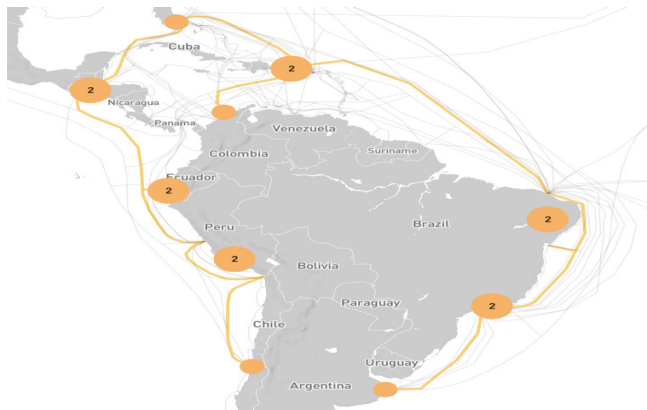 Cuba
2
2
Nicaragua
Panama
Venezuela
Colombia
Suriname
Ecuador
2
Peru
Brazil
2
2
Bolivia
Paraguay
2
Chile
Uruguay
Argentina